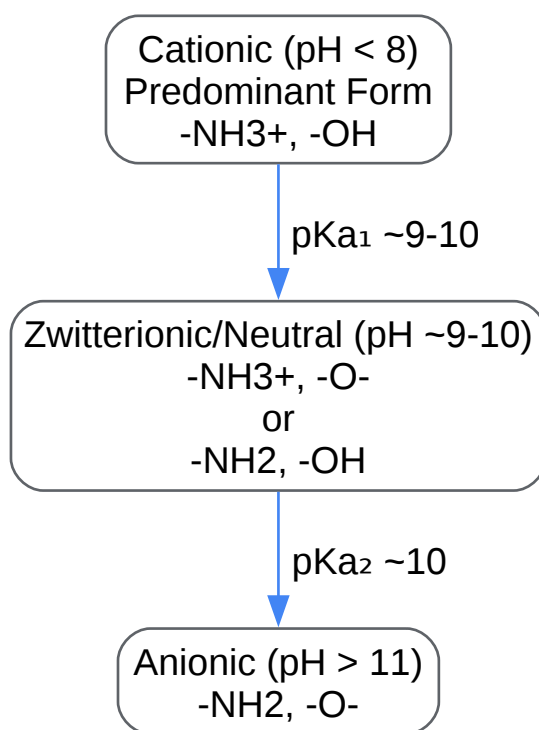 Cationic (pH < 8)
Predominant Form
-NH3+, -OH
pKa₁ ~9-10
Zwitterionic/Neutral (pH ~9-10)
-NH3+, -O-
or
-NH2, -OH
pKa₂ ~10
Anionic (pH > 11)
-NH2, -O-